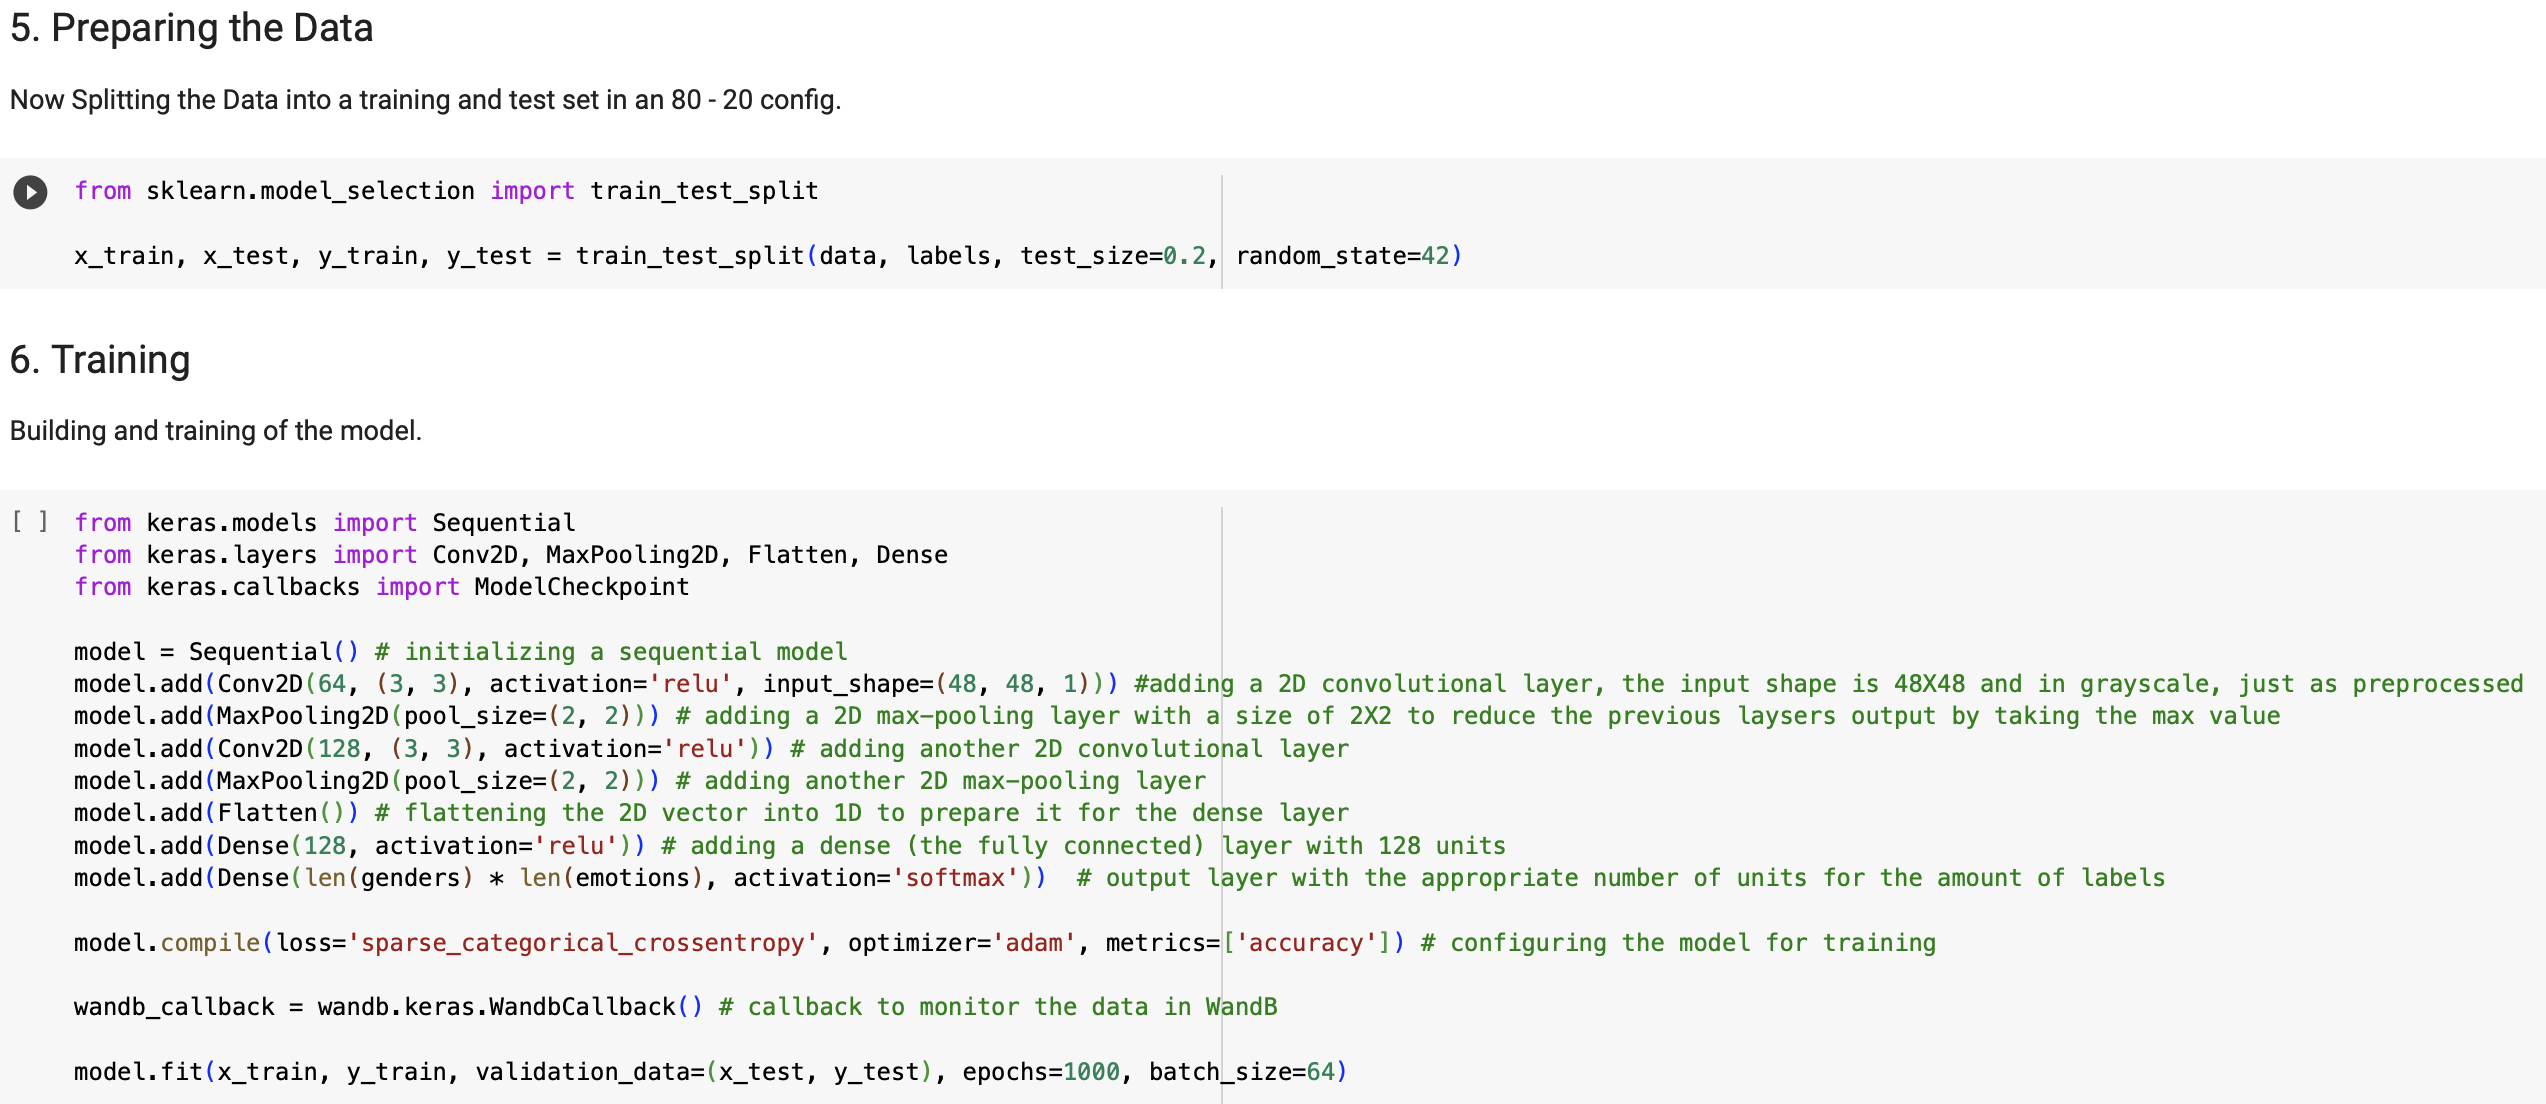 5. Preparing the Data
Now Splitting the Data into a training and test set in an 80 - 20 config.
from sklearn.model_selection import train_test_split
x_train, x_test, y_train, y_test = train_test_split(data, labels, test_size=0.2, random_state=42)
6. Training
Building and training of the model.
[ ] from keras.models import Sequential
from keras.layers import Conv2D, MaxPooling2D, Flatten, Dense
from keras.callbacks import ModelCheckpoint
model = Sequential() # initializing a sequential model
model.add(Conv2D(64, (3, 3), activation='relu', input_shape=(48, 48, 1))) #adding a 2D convolutional layer, the input shape is 48X48 and in grayscale, just as preprocessed
model.add(MaxPooling2D(pool_size=(2, 2))) # adding a 2D max-pooling layer with a size of 2X2 to reduce the previous laysers output by taking the max value
model.add(Conv2D(128, (3, 3), activation='relu')) # adding another 2D convolutional layer
model.add(MaxPooling2D(pool_size=(2, 2))) # adding another 2D max-pooling layer
model.add(Flatten()) # flattening the 2D vector into 1D to prepare it for the dense layer
model.add(Dense(128, activation='relu')) # adding a dense (the fully connected) layer with 128 units
model.add(Dense(len(genders) * len(emotions), activation='softmax'))  # output layer with the appropriate number of units for the amount of labels
model.compile(loss='sparse_categorical_crossentropy', optimizer='adam', metrics=['accuracy']) # configuring the model for training
wandb_callback = wandb.keras.WandbCallback() # callback to monitor the data in WandB
model.fit(x_train, y_train, validation_data=(x_test, y_test), epochs=1000, batch_size=64)